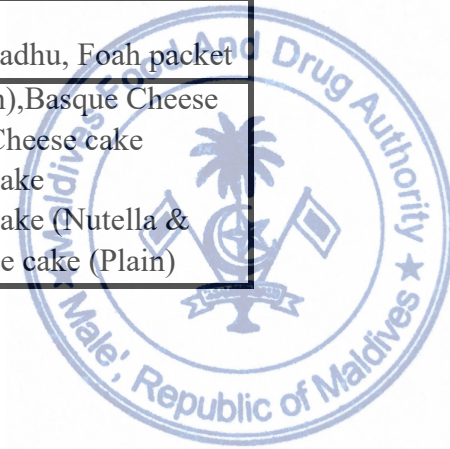 adhu, Foah packet
n),Basque Cheese
Cheese cake
ake
ake (Nutella &
e cake (Plain)
Maldives Food And Drug Authority
Male', Republic of Maldives